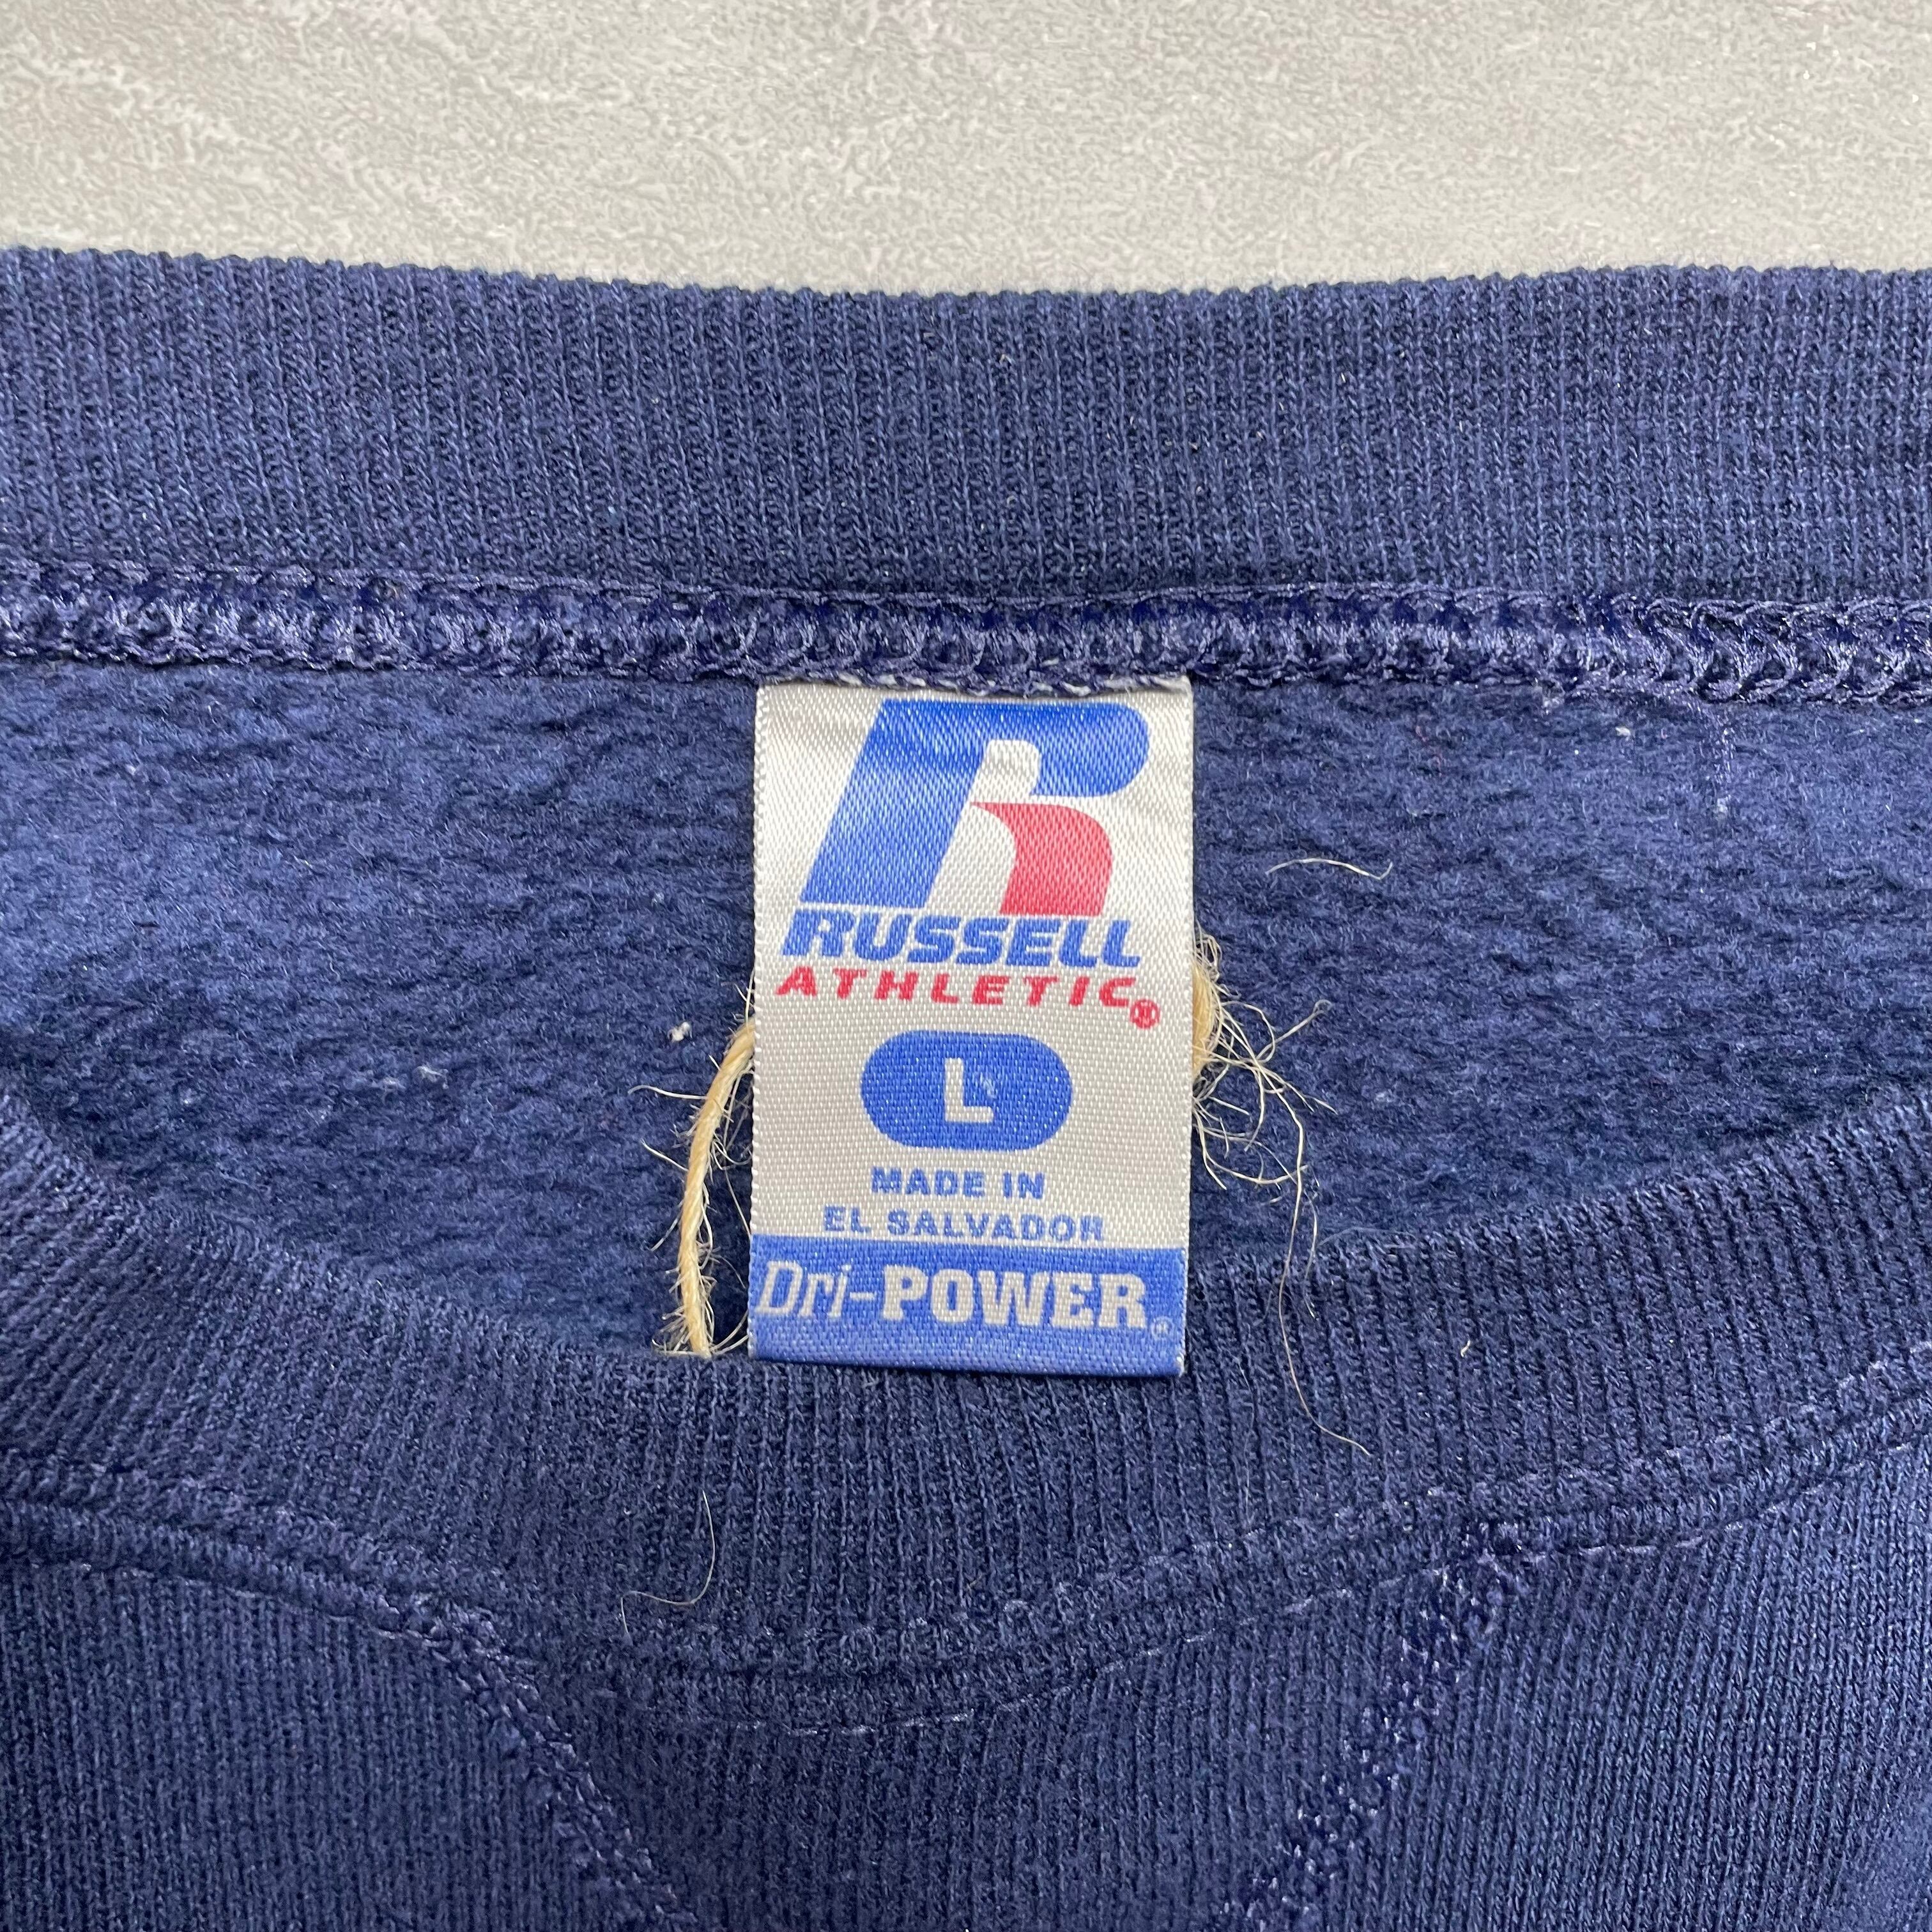 R
RUSSELL
ATHLETIC®
L
MADE IN
EL SALVADOR
Dri-POWER®